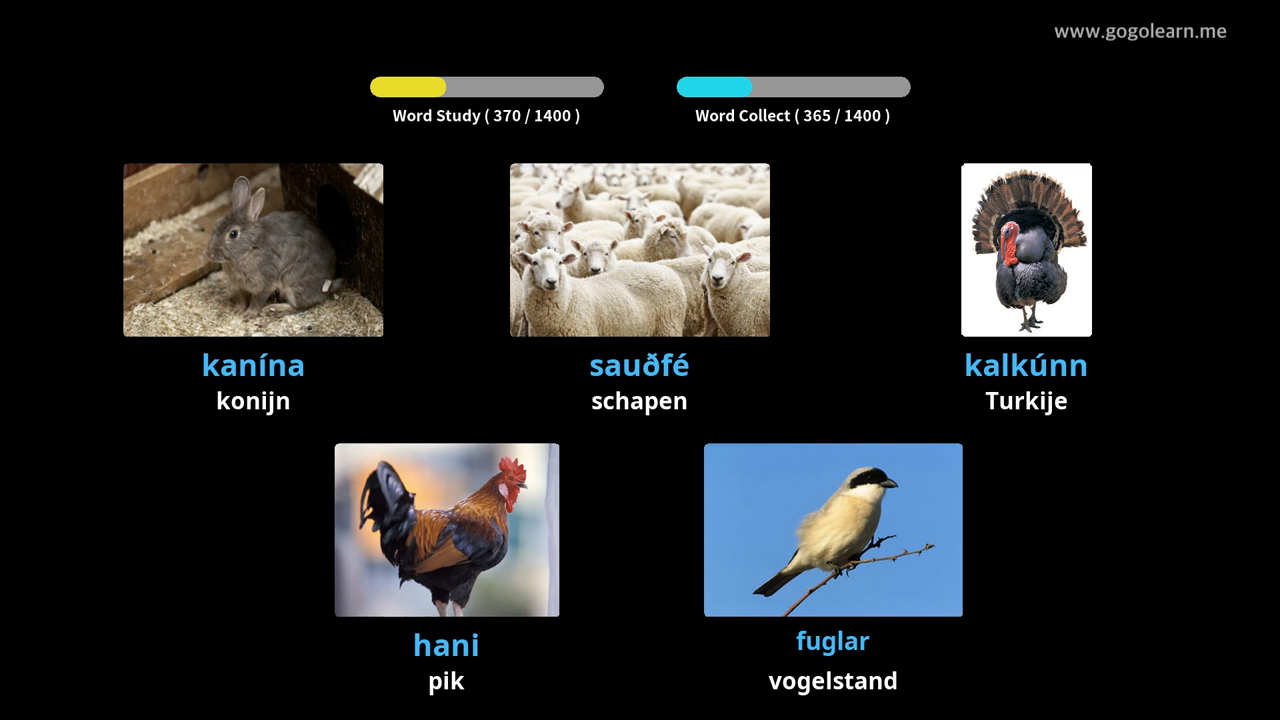 www.gogolearn.me
Word Study ( 370 / 1400 )
Word Collect ( 365 / 1400 )
kanína
konijn
sauðfé
schapen
kalkúnn
Turkije
hani
pik
fuglar
vogelstand